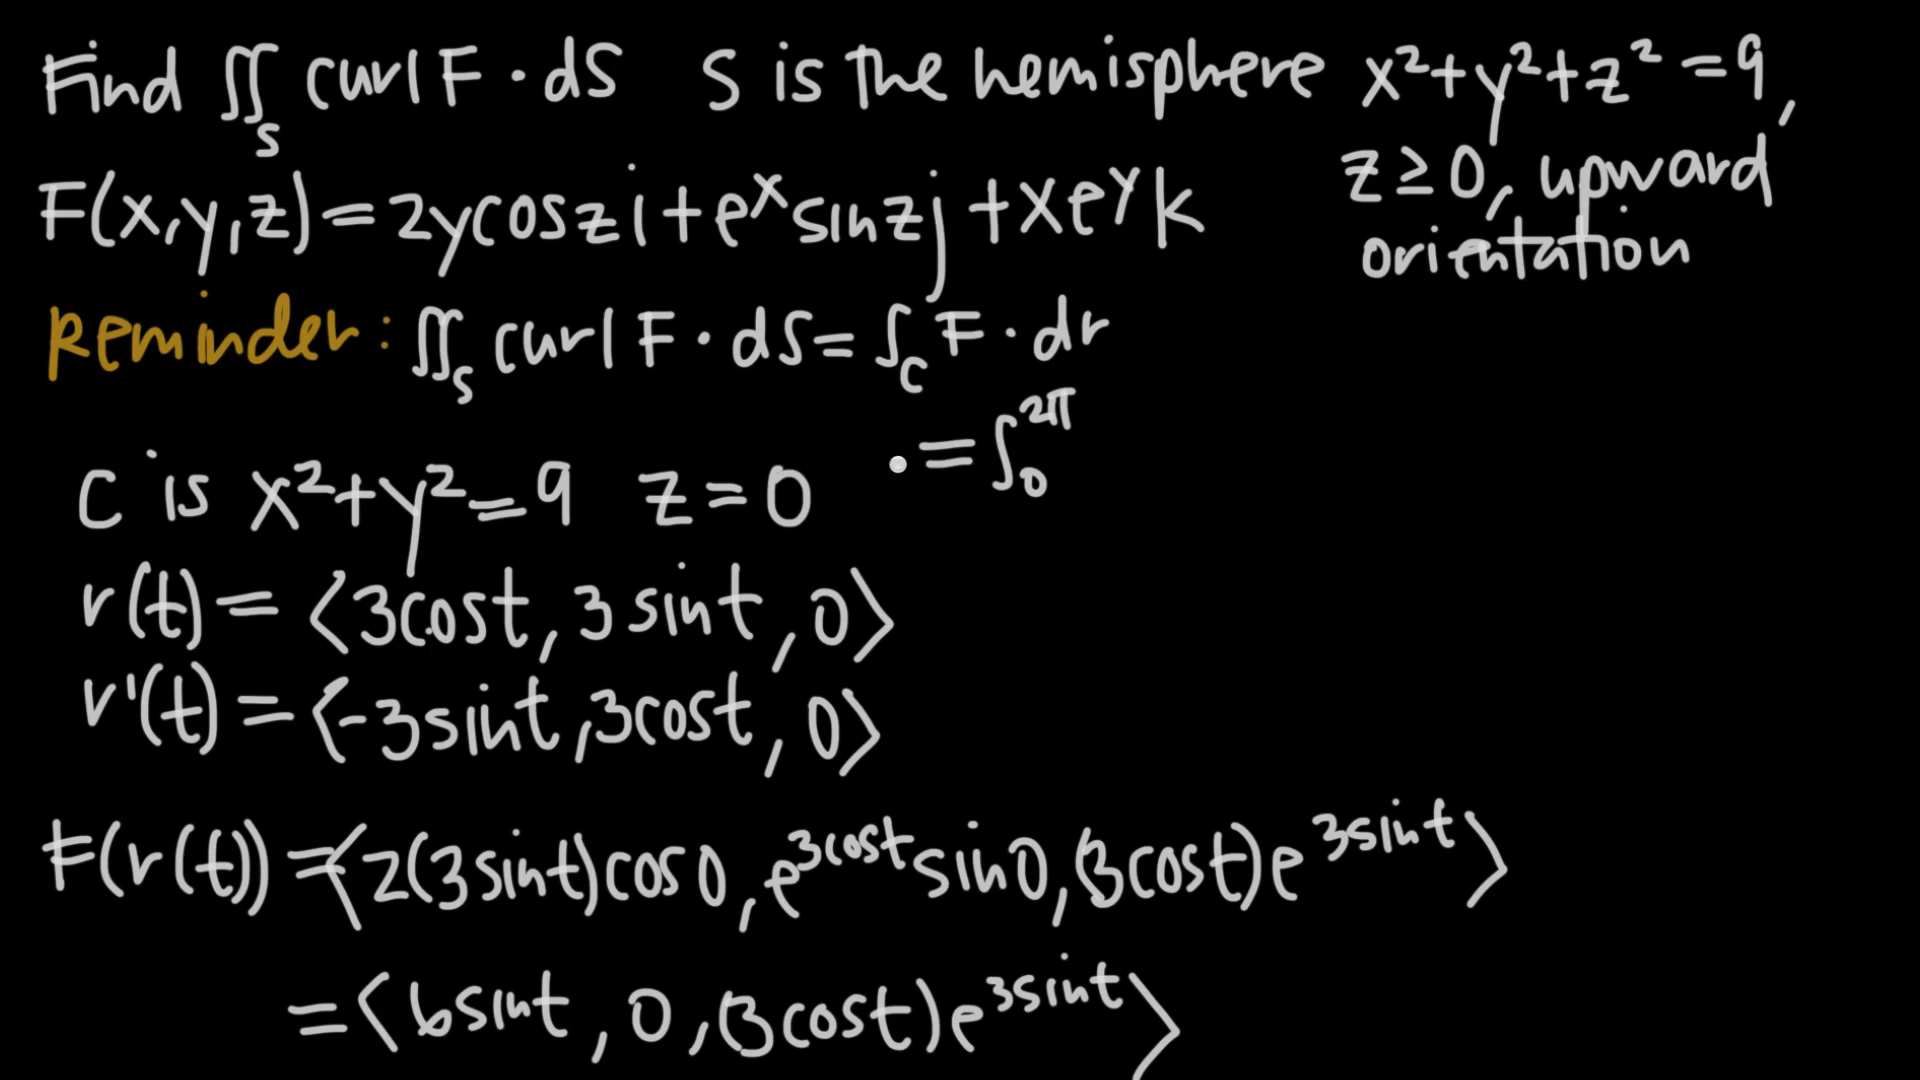 Find ∬_S curl F · dS   S is the hemisphere x²+y²+z²=9,
z≥0, upward
orientation
F(x,y,z)=2ycosz i+e^x sinz j+xe^y k
Reminder: ∬_S curl F · dS=∫_C F · dr
=∫_0^2π
C is x²+y²=9   z=0
r(t)=⟨3cost, 3sint, 0⟩
r'(t)=⟨-3sint, 3cost, 0⟩
F(r(t))=⟨2(3sint)cos0, e^3cost sin0, (3cost)e^3sint⟩
=⟨6sint, 0, (3cost)e^3sint⟩